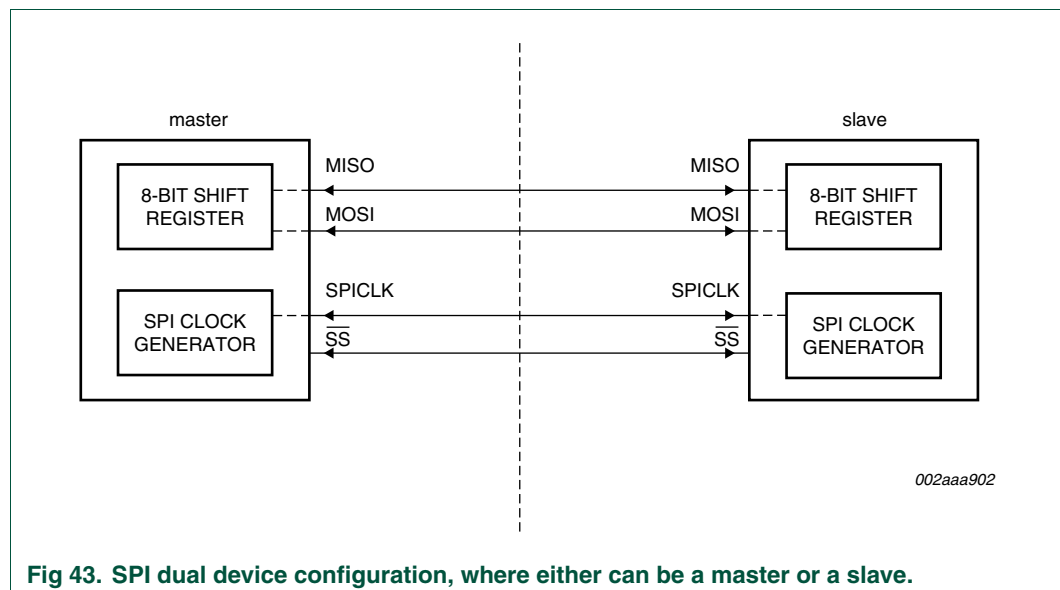 master
slave
MISO
MISO
8-BIT SHIFT
REGISTER
8-BIT SHIFT
REGISTER
MOSI
MOSI
SPICLK
SPICLK
SPI CLOCK
GENERATOR
SPI CLOCK
GENERATOR
SS
SS
002aaa902
Fig 43. SPI dual device configuration, where either can be a master or a slave.